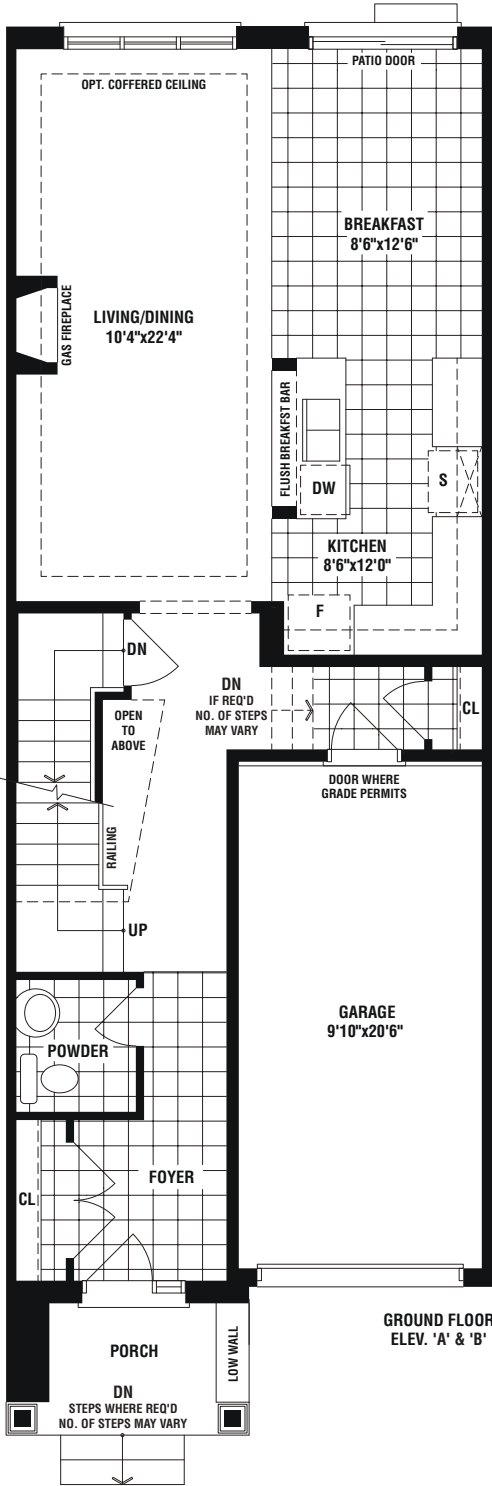 OPT. COFFERED CEILING
PATIO DOOR
BREAKFAST
8'6"x12'6"
GAS FIREPLACE
LIVING/DINING
10'4"x22'4"
FLUSH BREAKFST BAR
DW
S
KITCHEN
8'6"x12'0"
F
DN
OPEN
TO
ABOVE
DN
IF REQ'D
NO. OF STEPS
MAY VARY
CL
DOOR WHERE
GRADE PERMITS
RAILING
UP
GARAGE
9'10"x20'6"
POWDER
FOYER
CL
GROUND FLOOR
ELEV. 'A' & 'B'
PORCH
LOW WALL
DN
STEPS WHERE REQ'D
NO. OF STEPS MAY VARY